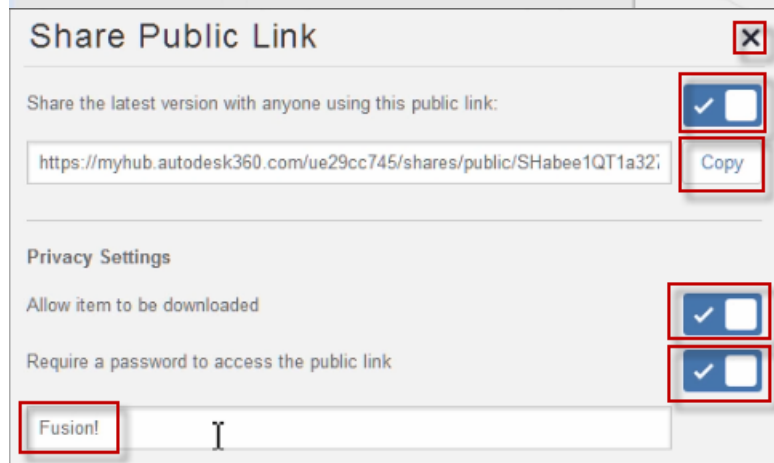 Share Public Link
Share the latest version with anyone using this public link:
https://myhub.autodesk360.com/ue29cc745/shares/public/SHabee1QT1a327
Copy
Privacy Settings
Allow item to be downloaded
Require a password to access the public link
Fusion!